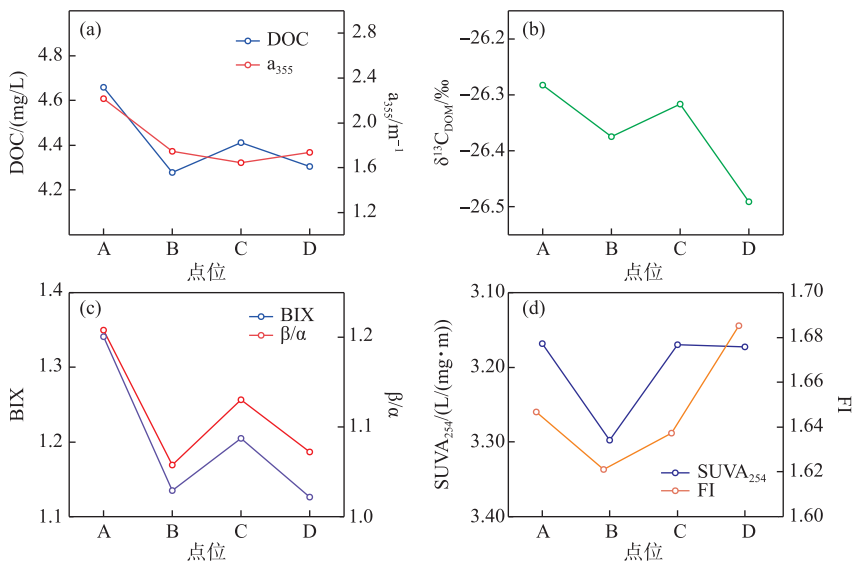 (a)
DOC
a355
DOC/(mg/L)
4.8
4.6
4.4
4.2
2.8
2.4
2.0
1.6
1.2
a355/m−1
A B C D
点位
(b)
δ13CDOM/‰
−26.2
−26.3
−26.4
−26.5
A B C D
点位
(c)
BIX
β/α
BIX
1.4
1.3
1.2
1.1
1.2
1.1
1.0
β/α
A B C D
点位
(d)
SUVA254/(L/(mg·m))
3.10
3.20
3.30
3.40
1.70
1.68
1.66
1.64
1.62
1.60
FI
SUVA254
FI
A B C D
点位